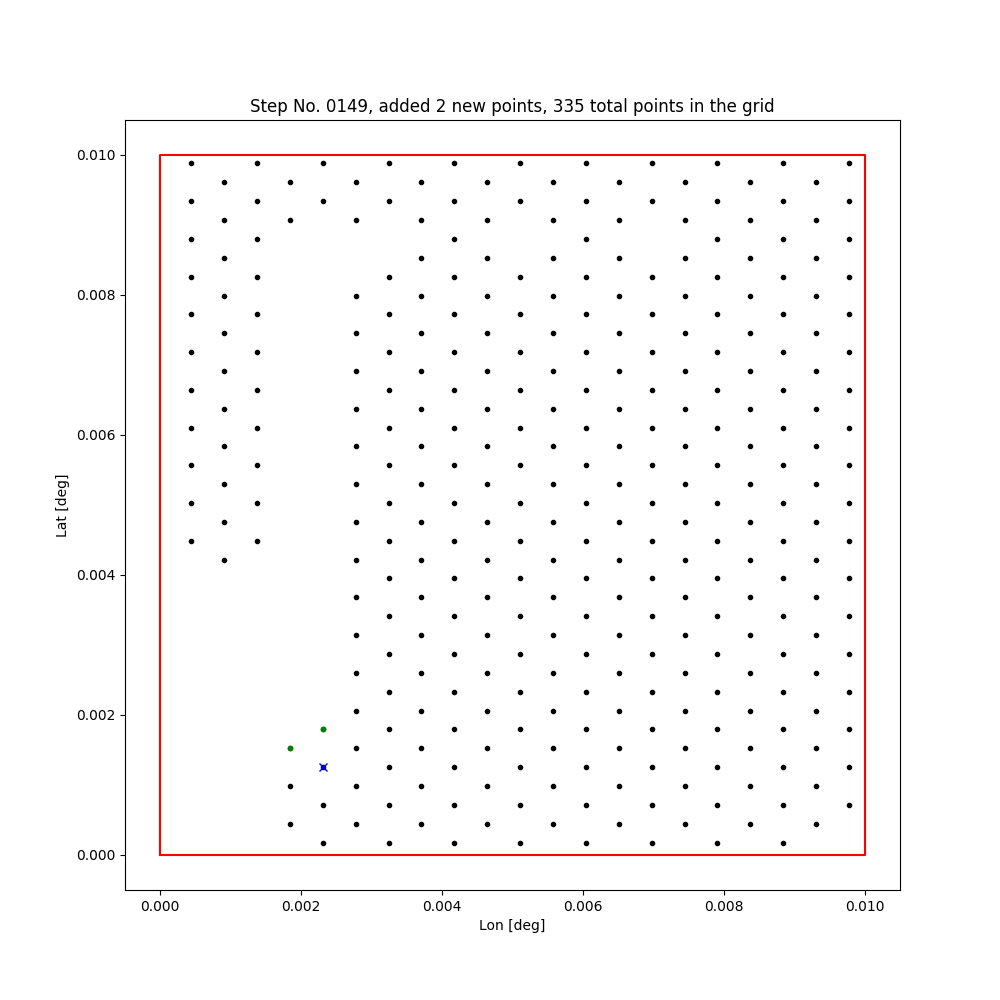 Step No. 0149, added 2 new points, 335 total points in the grid
0.010
0.008
0.006
0.004
0.002
0.000
Lat [deg]
0.000 0.002 0.004 0.006 0.008 0.010
Lon [deg]